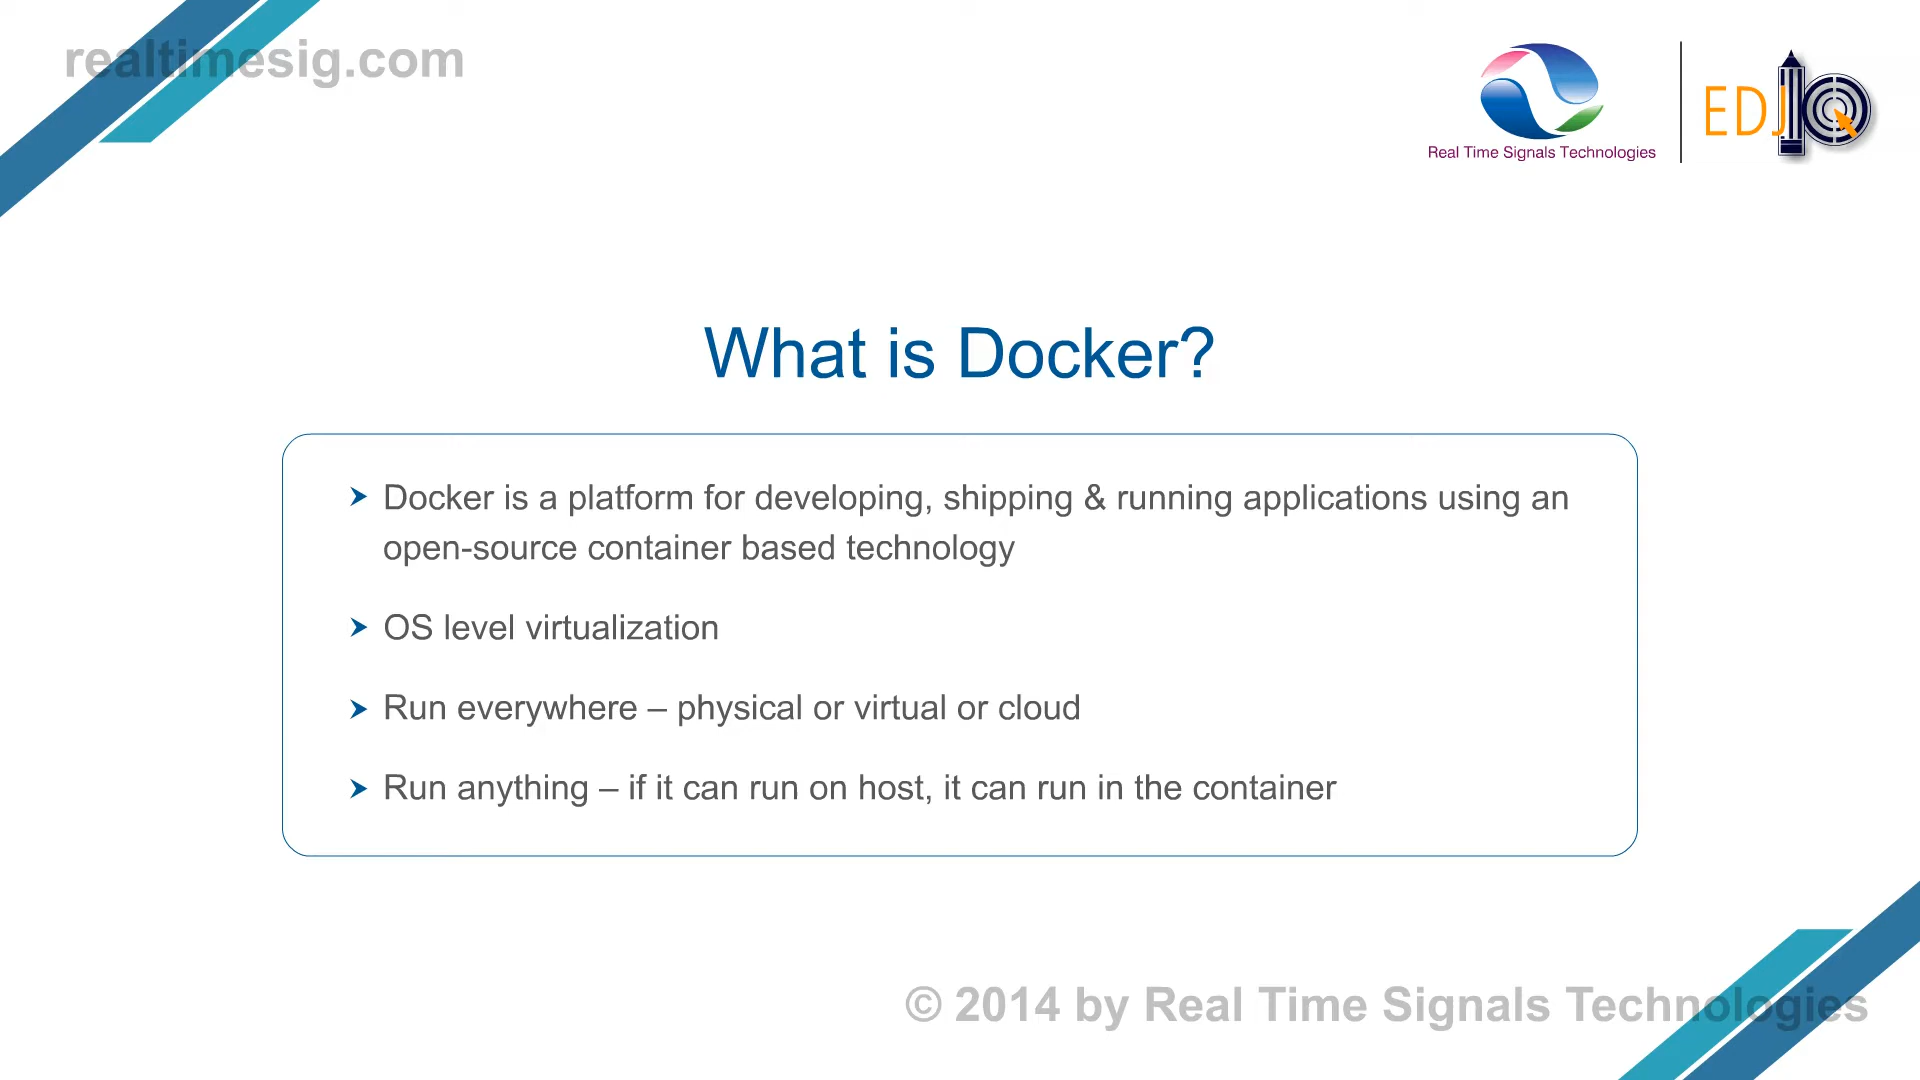 realtimesig.com
Real Time Signals Technologies
EDJIQ
What is Docker?
Docker is a platform for developing, shipping & running applications using an
open-source container based technology
OS level virtualization
Run everywhere – physical or virtual or cloud
Run anything – if it can run on host, it can run in the container
© 2014 by Real Time Signals Technologies